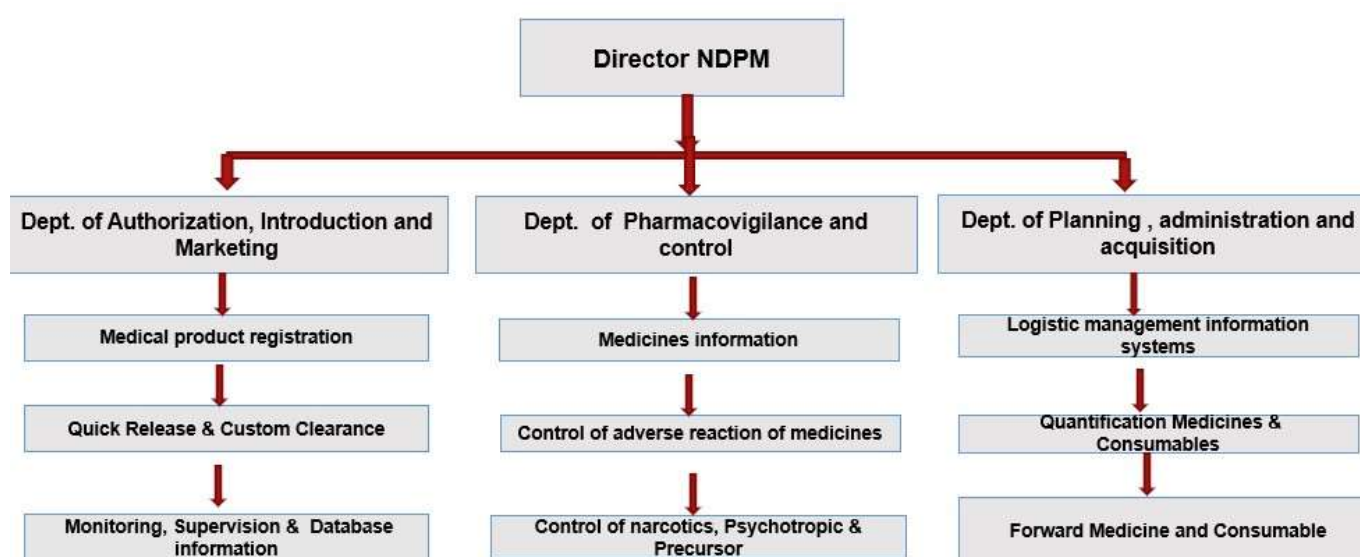 Director NDPM
Dept. of Authorization, Introduction and
Marketing
Dept. of Pharmacovigilance and
control
Dept. of Planning , administration and
acquisition
Medical product registration
Medicines information
Logistic management information
systems
Quick Release & Custom Clearance
Control of adverse reaction of medicines
Quantification Medicines &
Consumables
Monitoring, Supervision & Database
information
Control of narcotics, Psychotropic &
Precursor
Forward Medicine and Consumable